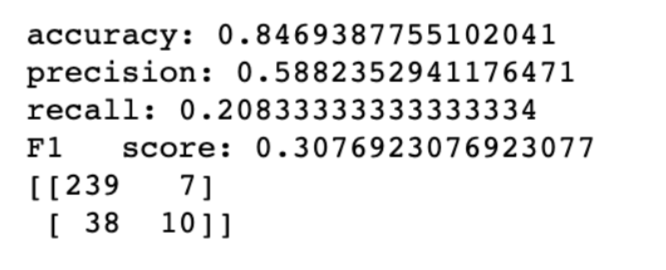 accuracy: 0.8469387755102041
precision: 0.5882352941176471
recall: 0.20833333333333334
F1   score: 0.3076923076923077
[[239   7]
 [ 38  10]]